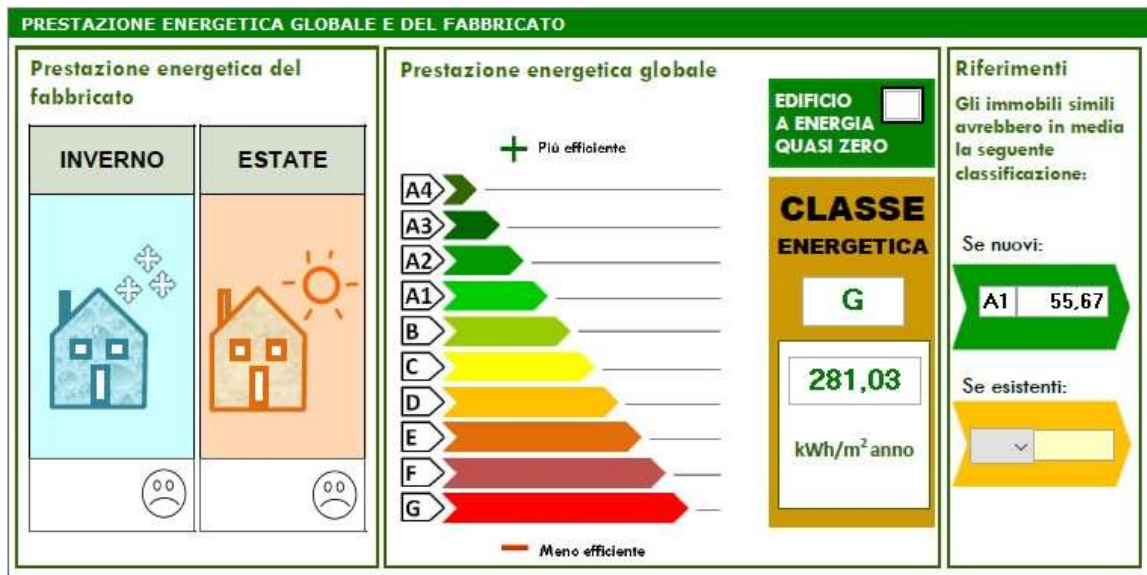 PRESTAZIONE ENERGETICA GLOBALE E DEL FABBRICATO
Prestazione energetica del
fabbricato
INVERNO
ESTATE
Prestazione energetica globale
Più efficiente
A4
A3
A2
A1
B
C
D
E
F
G
Meno efficiente
EDIFICIO
A ENERGIA
QUASI ZERO
CLASSE
ENERGETICA
G
281,03
kWh/m² anno
Riferimenti
Gli immobili simili
avrebbero in media
la seguente
classificazione:
Se nuovi:
A1 55,67
Se esistenti: